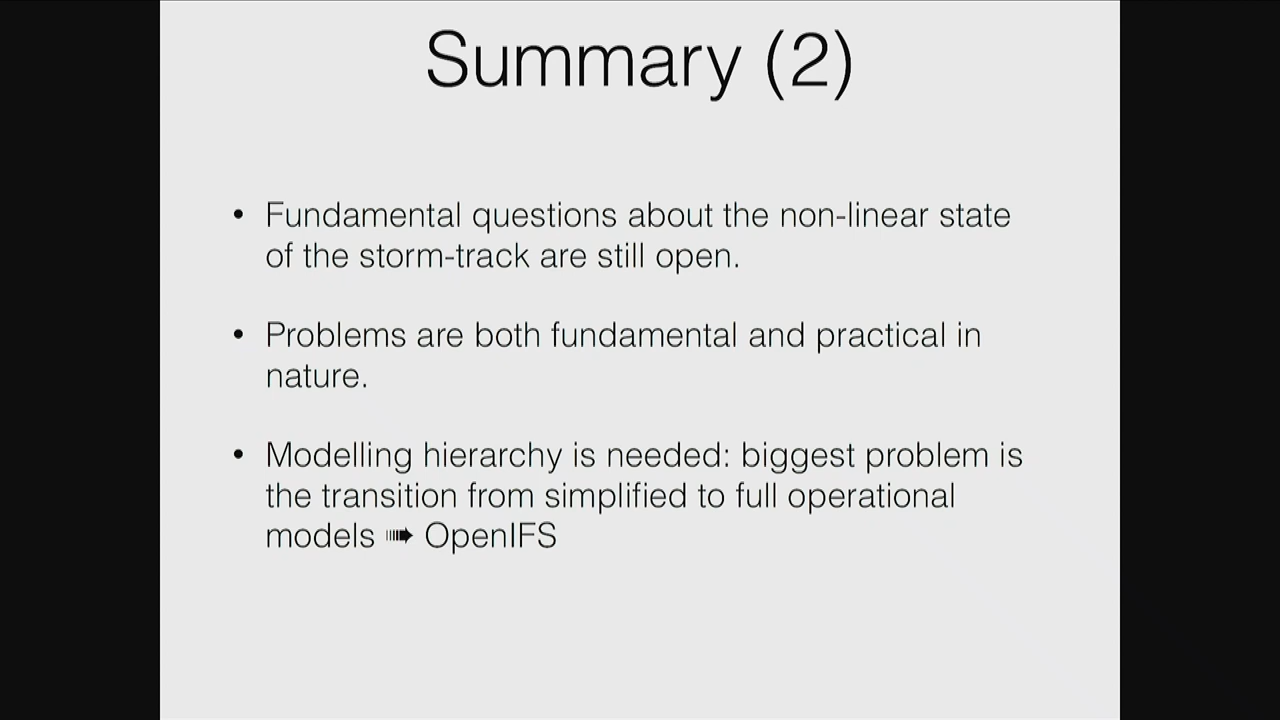 Summary (2)
• Fundamental questions about the non-linear state
of the storm-track are still open.
• Problems are both fundamental and practical in
nature.
• Modelling hierarchy is needed: biggest problem is
the transition from simplified to full operational
models ➠ OpenIFS